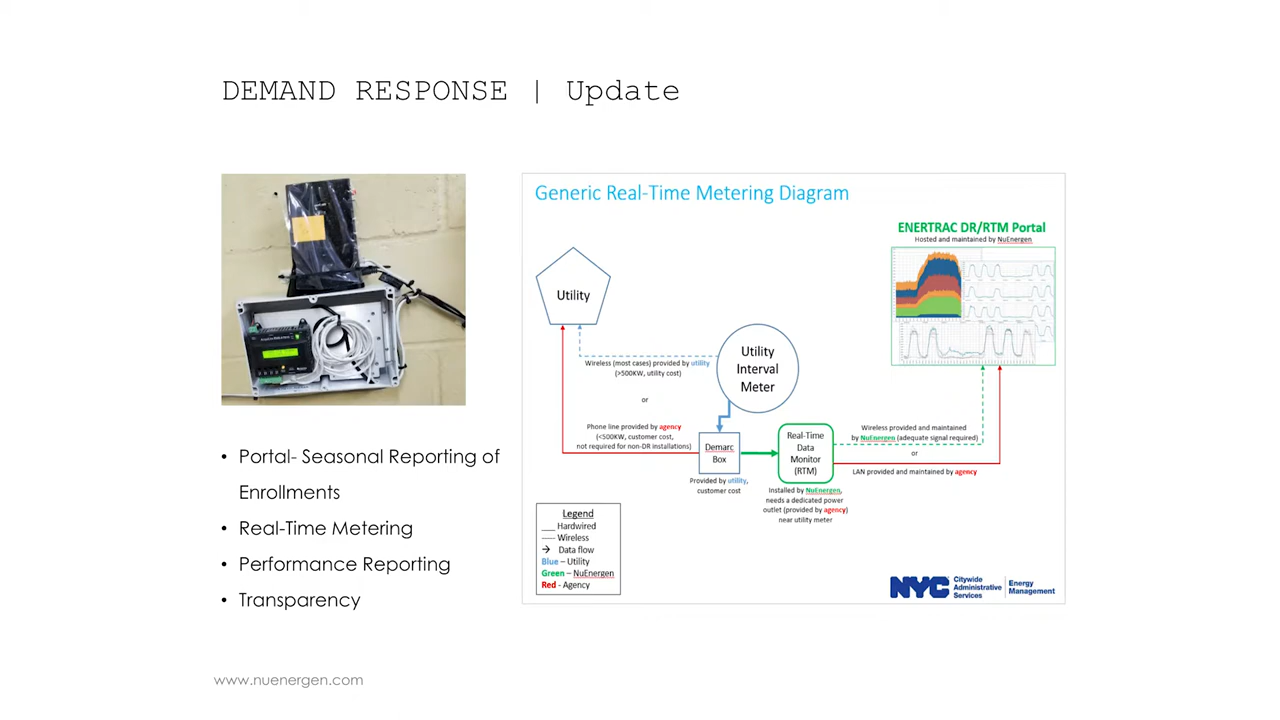 DEMAND RESPONSE | Update
• Portal- Seasonal Reporting of
Enrollments
• Real-Time Metering
• Performance Reporting
• Transparency
www.nuenergen.com
Generic Real-Time Metering Diagram
ENERTRAC DR/RTM Portal
Hosted and maintained by NuEnergen
Utility
Utility
Interval
Meter
Wireless (most cases) provided by utility
(>500KW, utility cost)
or
Phone line provided by agency
(<500KW, customer cost,
not required for non-DR installations)
Demarc
Box
Provided by utility,
customer cost
Real-Time
Data
Monitor
(RTM)
Installed by NuEnergen,
needs a dedicated power
outlet (provided by agency)
near utility meter
Wireless provided and maintained
by NuEnergen (adequate signal required)
or
LAN provided and maintained by agency
Legend
Hardwired
Wireless
→ Data flow
Blue – Utility
Green – NuEnergen
Red - Agency
NYC
Citywide
Administrative
Services
Energy
Management